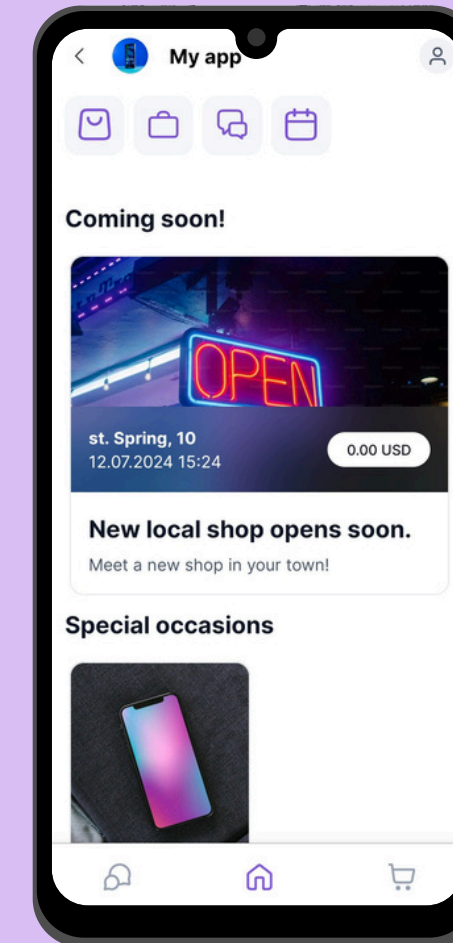 My app
Coming soon!
OPEN
st. Spring, 10
12.07.2024 15:24
0.00 USD
New local shop opens soon.
Meet a new shop in your town!
Special occasions